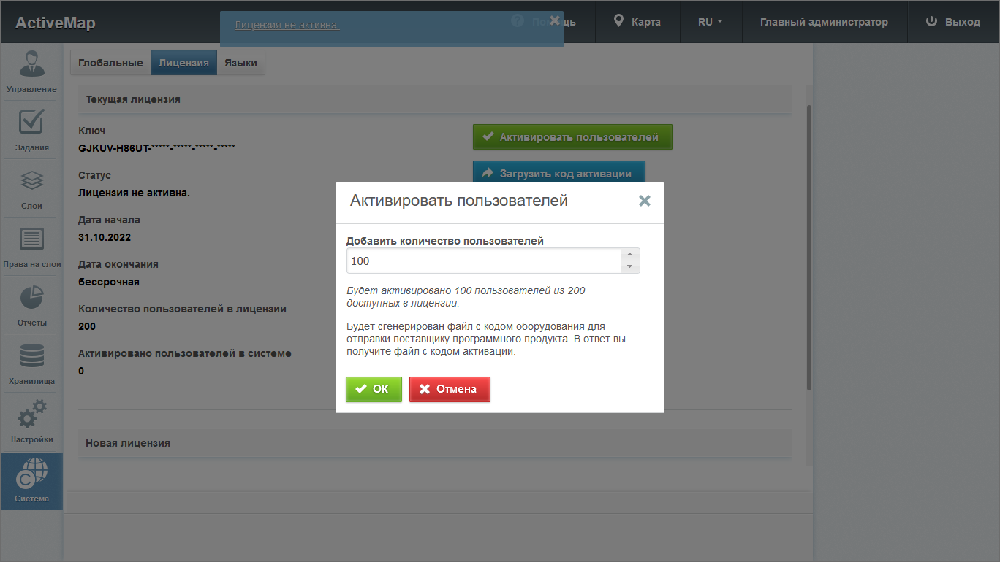 ActiveMap
Лицензия не активна.
Помощь
Карта
RU
Главный администратор
Выход
Управление
Задания
Слои
Права на слои
Отчеты
Хранилища
Настройки
Система
Глобальные
Лицензия
Языки
Текущая лицензия
Ключ
GJKUV-H86UT-*****-*****-*****-*****
Статус
Лицензия не активна.
Дата начала
31.10.2022
Дата окончания
бессрочная
Количество пользователей в лицензии
200
Активировано пользователей в системе
0
Активировать пользователей
Загрузить код активации
Активировать пользователей
Добавить количество пользователей
100
Будет активировано 100 пользователей из 200
доступных в лицензии.
Будет сгенерирован файл с кодом оборудования для
отправки поставщику программного продукта. В ответ вы
получите файл с кодом активации.
ОК
Отмена
Новая лицензия